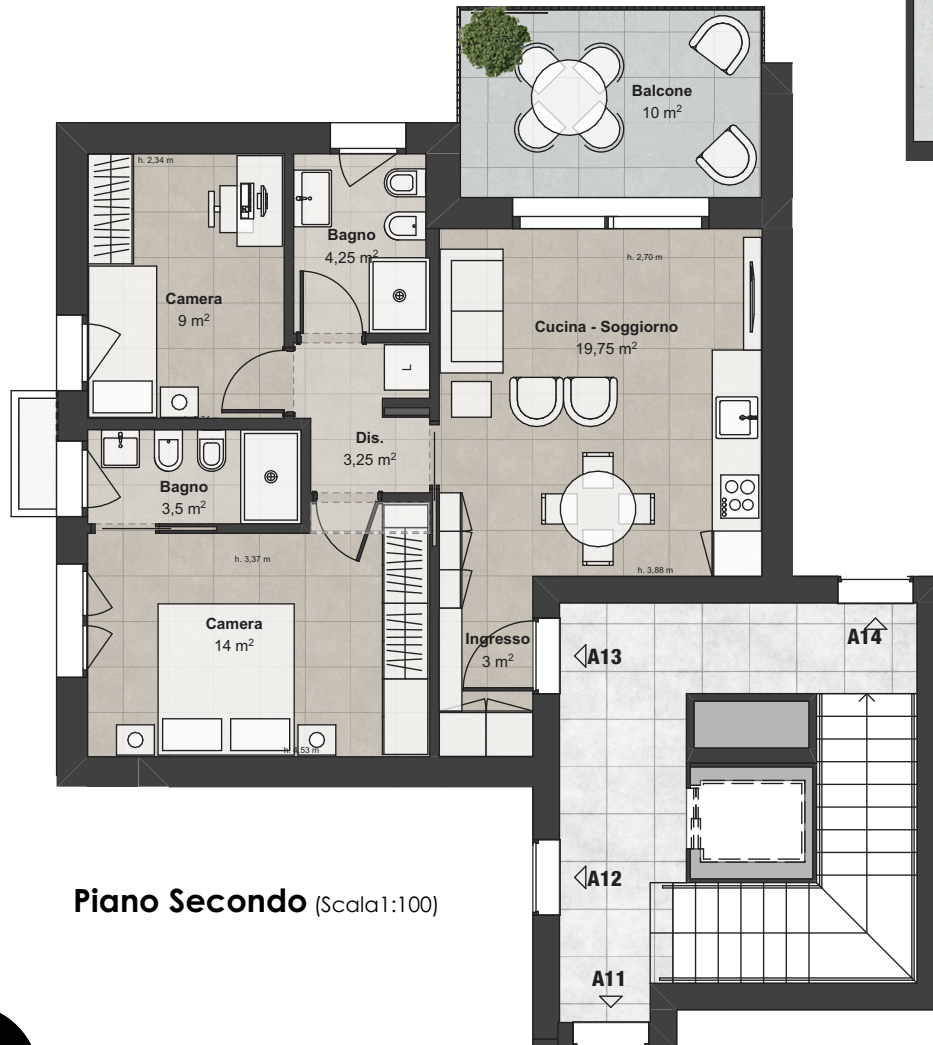 Balcone
10 m²
h. 2,34 m
Bagno
4,25 m²
h. 2,70 m
Camera
9 m²
Cucina - Soggiorno
19,75 m²
L
Dis.
3,25 m²
Bagno
3,5 m²
h. 3,37 m
h. 3,88 m
Camera
14 m²
Ingresso
3 m²
A13
A14
A12
Piano Secondo (Scala1:100)
A11